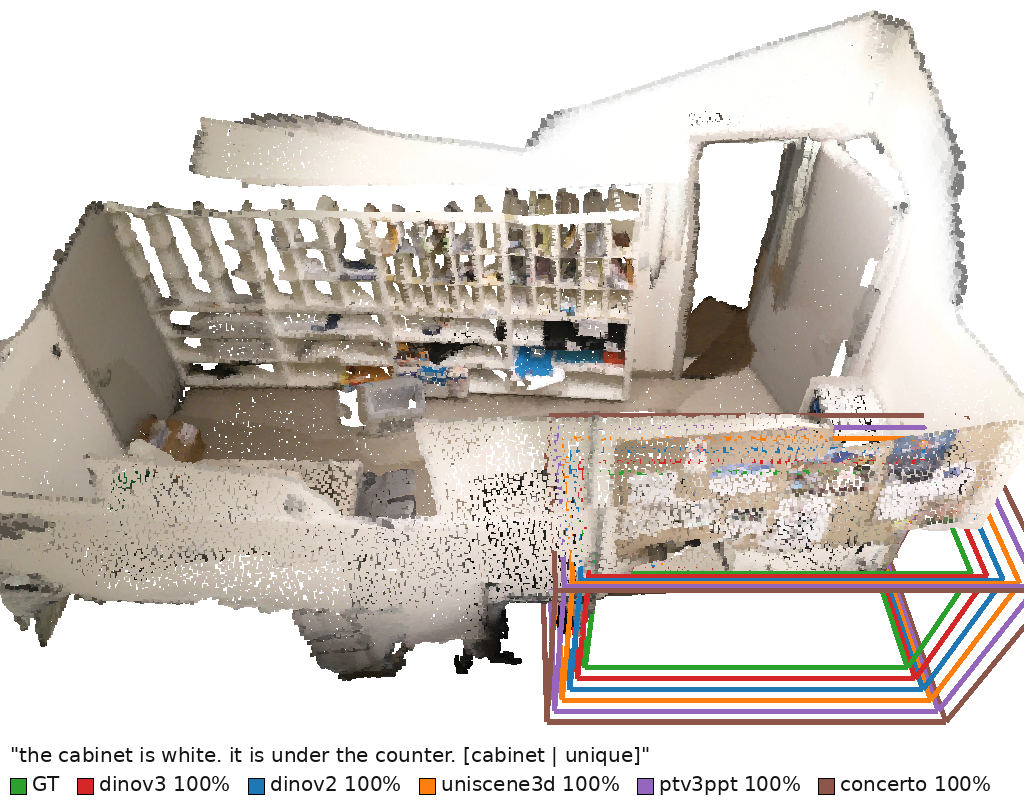 "the cabinet is white. it is under the counter. [cabinet | unique]"
GT dinov3 100% dinov2 100% uniscene3d 100% ptv3ppt 100% concerto 100%